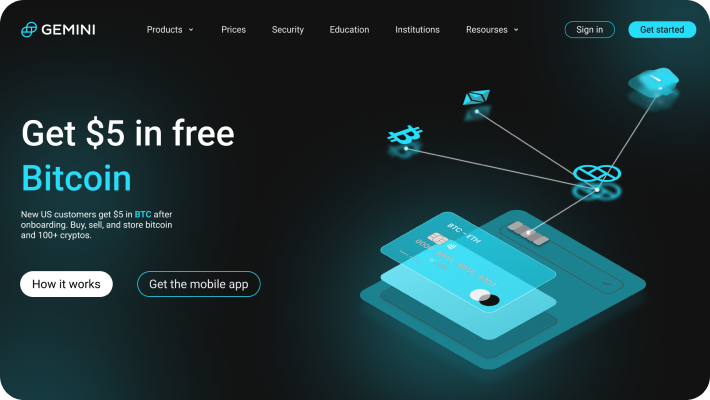 GEMINI
Products
Prices
Security
Education
Institutions
Resourses
Sign in
Get started
Get $5 in free
Bitcoin
New US customers get $5 in BTC after
onboarding. Buy, sell, and store bitcoin
and 100+ cryptos.
How it works
Get the mobile app
BTC - ETH